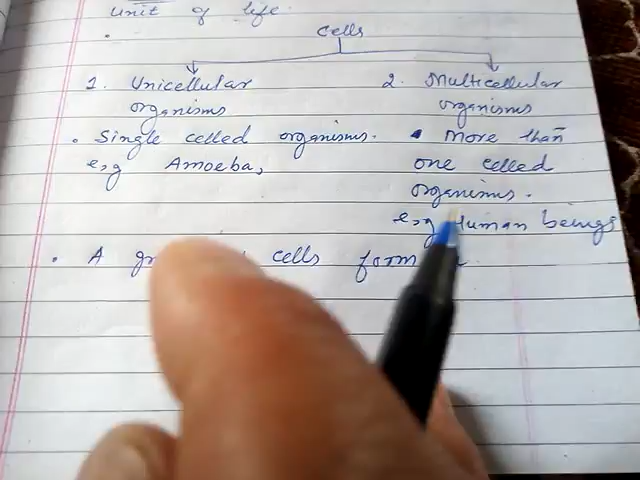 unit of life.
Cells
1. Unicellular 2. Multicellular
organisms organisms
• Single celled organisms. • More than
e.g Amoeba, one celled
organisms.
e.g Human beings
• A cells form